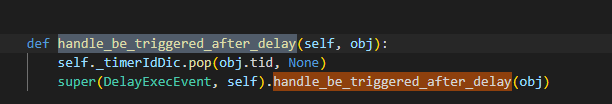 def handle_be_triggered_after_delay(self, obj):
    self._timerIdDic.pop(obj.tid, None)
    super(DelayExecEvent, self).handle_be_triggered_after_delay(obj)